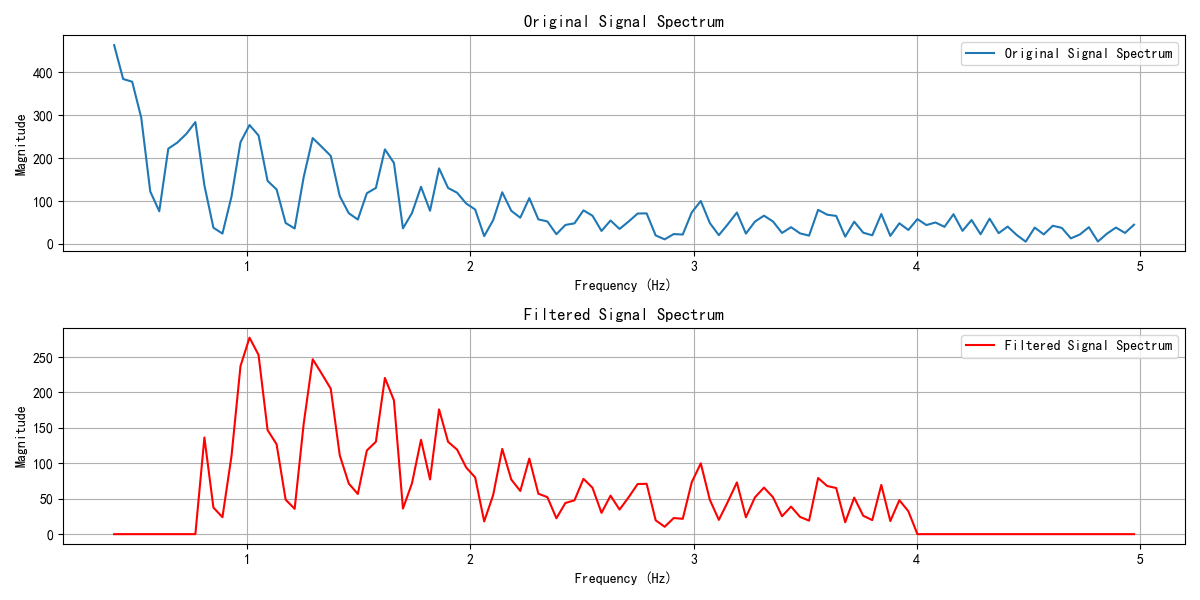 Original Signal Spectrum
Original Signal Spectrum
Magnitude
400
300
200
100
0
1 2 3 4 5
Frequency (Hz)
Filtered Signal Spectrum
Filtered Signal Spectrum
Magnitude
250
200
150
100
50
0
1 2 3 4 5
Frequency (Hz)